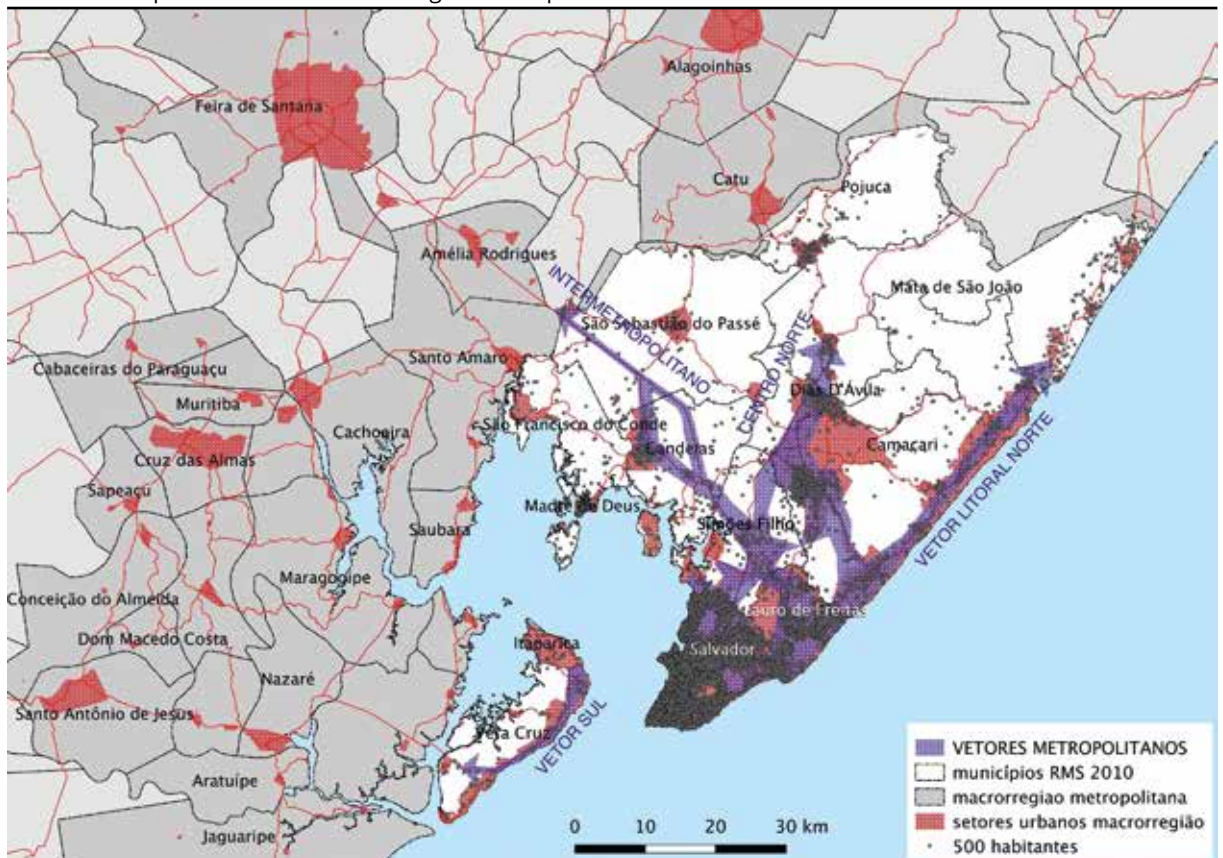 Alagoinhas
Feira de Santana
Catu
Pojuca
Amélia Rodrigues
INTERMETROPOLITANO
Mata de São João
São Sebastião do Passé
CENTRO NORTE
Santo Amaro
Cabaceiras do Paraguaçu
Muritiba
Dias D'Ávila
São Francisco do Conde
Cachoeira
Candeias
Camaçari
Cruz das Almas
VETOR LITORAL NORTE
Sapeaçu
Madre de Deus
Simões Filho
Saubara
Maragogipe
Conceição do Almeida
Lauro de Freitas
Dom Macedo Costa
Itaparica
Salvador
Nazaré
Santo Antônio de Jesus
Vera Cruz
VETOR SUL
Aratuípe
Jaguaripe
0 10 20 30 km
VETORES METROPOLITANOS
municípios RMS 2010
macrorregiao metropolitana
setores urbanos macrorregião
500 habitantes